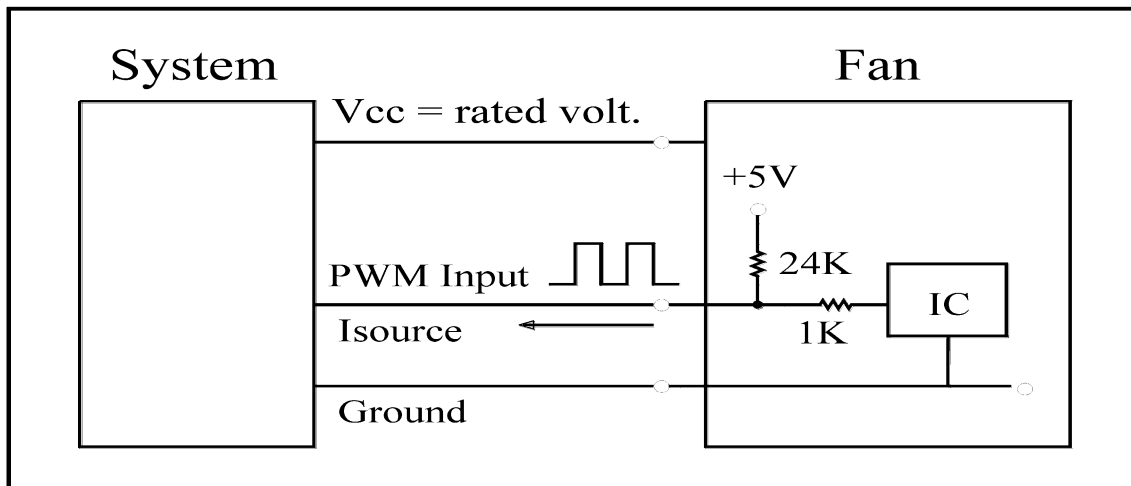 System
Fan
Vcc = rated volt.
+5V
24K
PWM Input
IC
1K
Isource
Ground